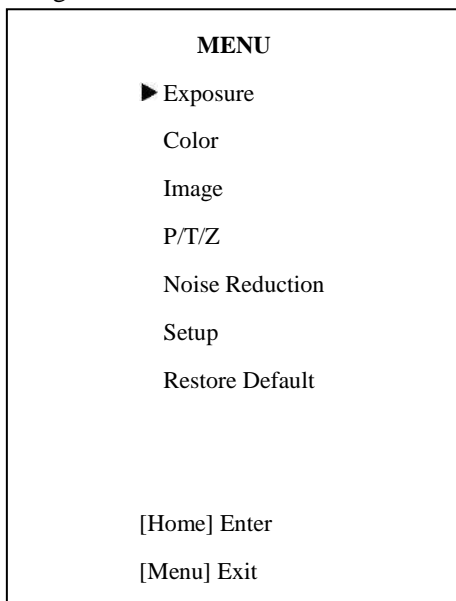 MENU
Exposure
Color
Image
P/T/Z
Noise Reduction
Setup
Restore Default
[Home] Enter
[Menu] Exit